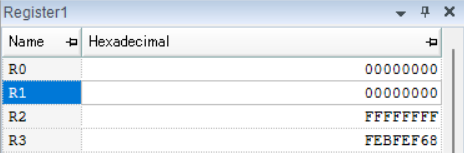 Register1
Name Hexadecimal
R0 00000000
R1 00000000
R2 FFFFFFFF
R3 FEBFEF68